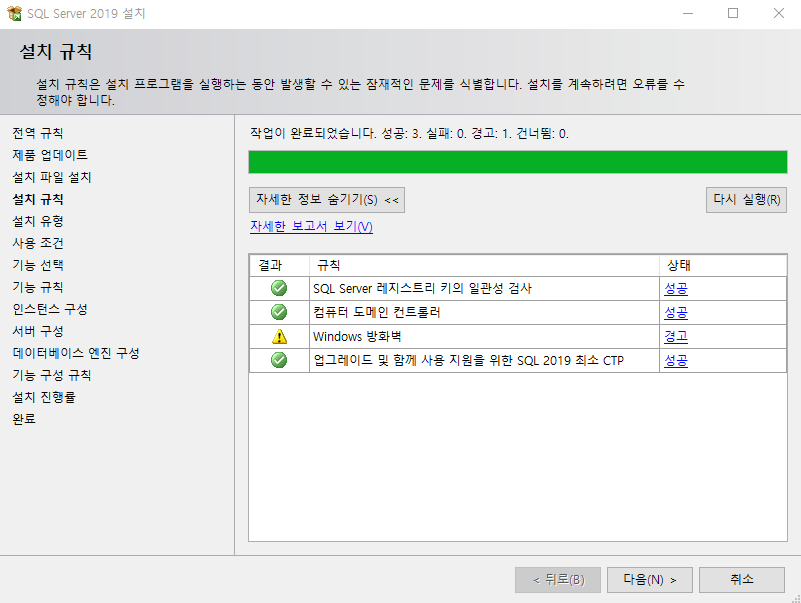 SQL Server 2019 설치
설치 규칙
설치 규칙은 설치 프로그램을 실행하는 동안 발생할 수 있는 잠재적인 문제를 식별합니다. 설치를 계속하려면 오류를 수
정해야 합니다.
전역 규칙
제품 업데이트
설치 파일 설치
설치 규칙
설치 유형
사용 조건
기능 선택
기능 규칙
인스턴스 구성
서버 구성
데이터베이스 엔진 구성
기능 구성 규칙
설치 진행률
완료
작업이 완료되었습니다. 성공: 3. 실패: 0. 경고: 1. 건너뜀: 0.
자세한 정보 숨기기(S) << 다시 실행(R)
자세한 보고서 보기(V)
결과 규칙 상태
SQL Server 레지스트리 키의 일관성 검사 성공
컴퓨터 도메인 컨트롤러 성공
Windows 방화벽 경고
업그레이드 및 함께 사용 지원을 위한 SQL 2019 최소 CTP 성공
< 뒤로(B) 다음(N) > 취소